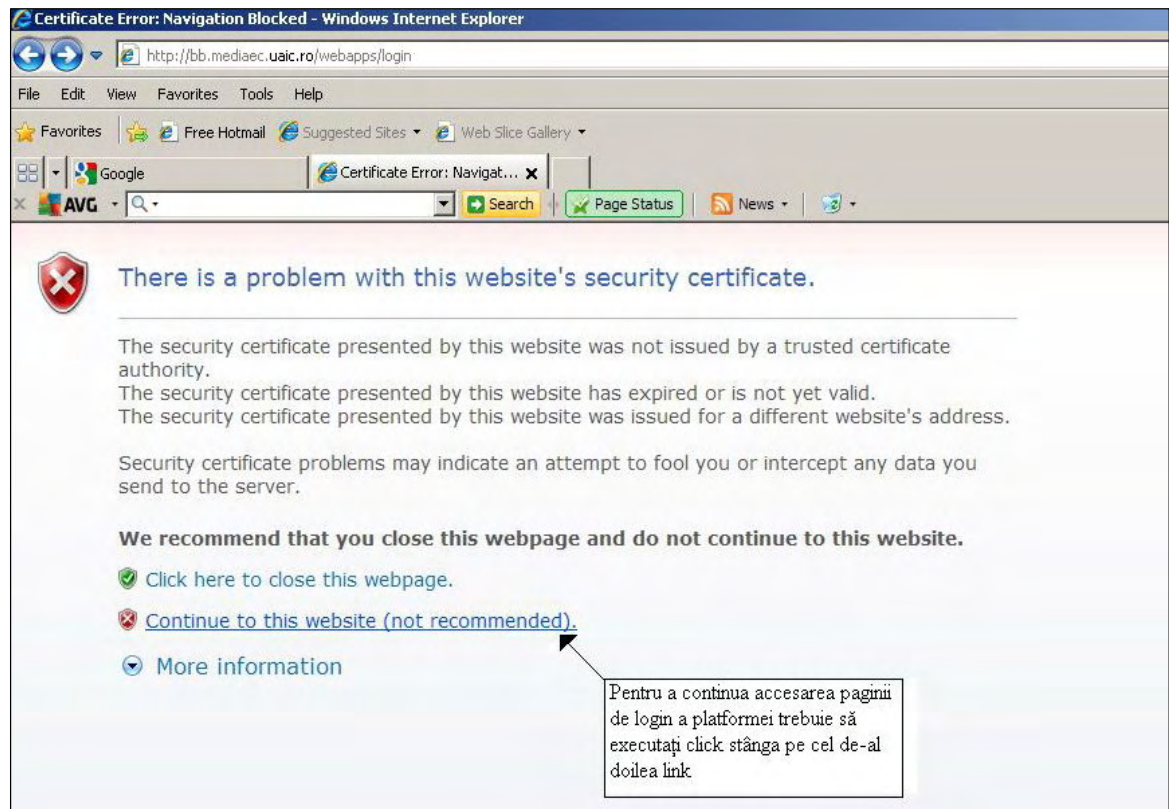 Certificate Error: Navigation Blocked - Windows Internet Explorer
http://bb.mediaec.uaic.ro/webapps/login
File Edit View Favorites Tools Help
Favorites Free Hotmail Suggested Sites Web Slice Gallery
Google Certificate Error: Navigat...
AVG Search Page Status News
There is a problem with this website's security certificate.
The security certificate presented by this website was not issued by a trusted certificate
authority.
The security certificate presented by this website has expired or is not yet valid.
The security certificate presented by this website was issued for a different website's address.
Security certificate problems may indicate an attempt to fool you or intercept any data you
send to the server.
We recommend that you close this webpage and do not continue to this website.
Click here to close this webpage.
Continue to this website (not recommended).
More information
Pentru a continua accesarea paginii
de login a platformei trebuie să
executați click stânga pe cel de-al
doilea link